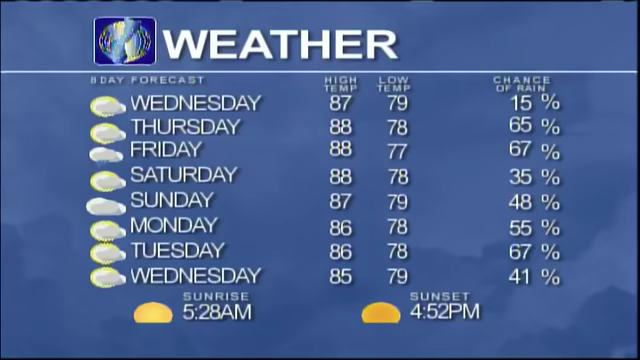 WEATHER
8 DAY FORECAST HIGH TEMP LOW TEMP CHANCE OF RAIN
WEDNESDAY 87 79 15 %
THURSDAY 88 78 65 %
FRIDAY 88 77 67 %
SATURDAY 88 78 35 %
SUNDAY 87 79 48 %
MONDAY 86 78 55 %
TUESDAY 86 78 67 %
WEDNESDAY 85 79 41 %
SUNRISE SUNSET
5:28AM 4:52PM